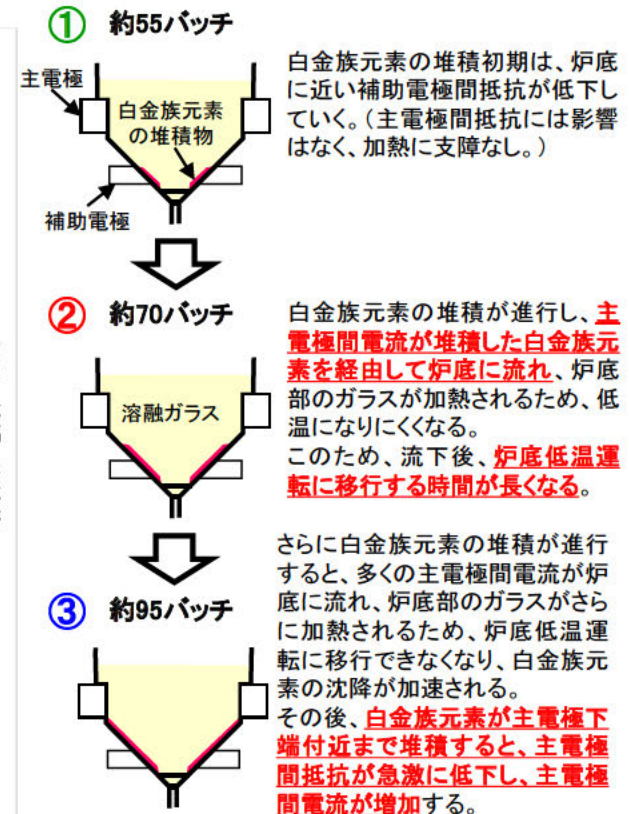 ① 約55バッチ
主電極
白金族元素
の堆積物
補助電極
白金族元素の堆積初期は、炉底
に近い補助電極間抵抗が低下し
ていく。(主電極間抵抗には影響
はなく、加熱に支障なし。)
② 約70バッチ
溶融ガラス
白金族元素の堆積が進行し、主
電極間電流が堆積した白金族元
素を経由して炉底に流れ、炉底
部のガラスが加熱されるため、低
温になりにくくなる。
このため、流下後、炉底低温運
転に移行する時間が長くなる。
③ 約95バッチ
さらに白金族元素の堆積が進行
すると、多くの主電極間電流が炉
底に流れ、炉底部のガラスがさら
に加熱されるため、炉底低温運
転に移行できなくなり、白金族元
素の沈降が加速される。
その後、白金族元素が主電極下
端付近まで堆積すると、主電極
間抵抗が急激に低下し、主電極
間電流が増加する。